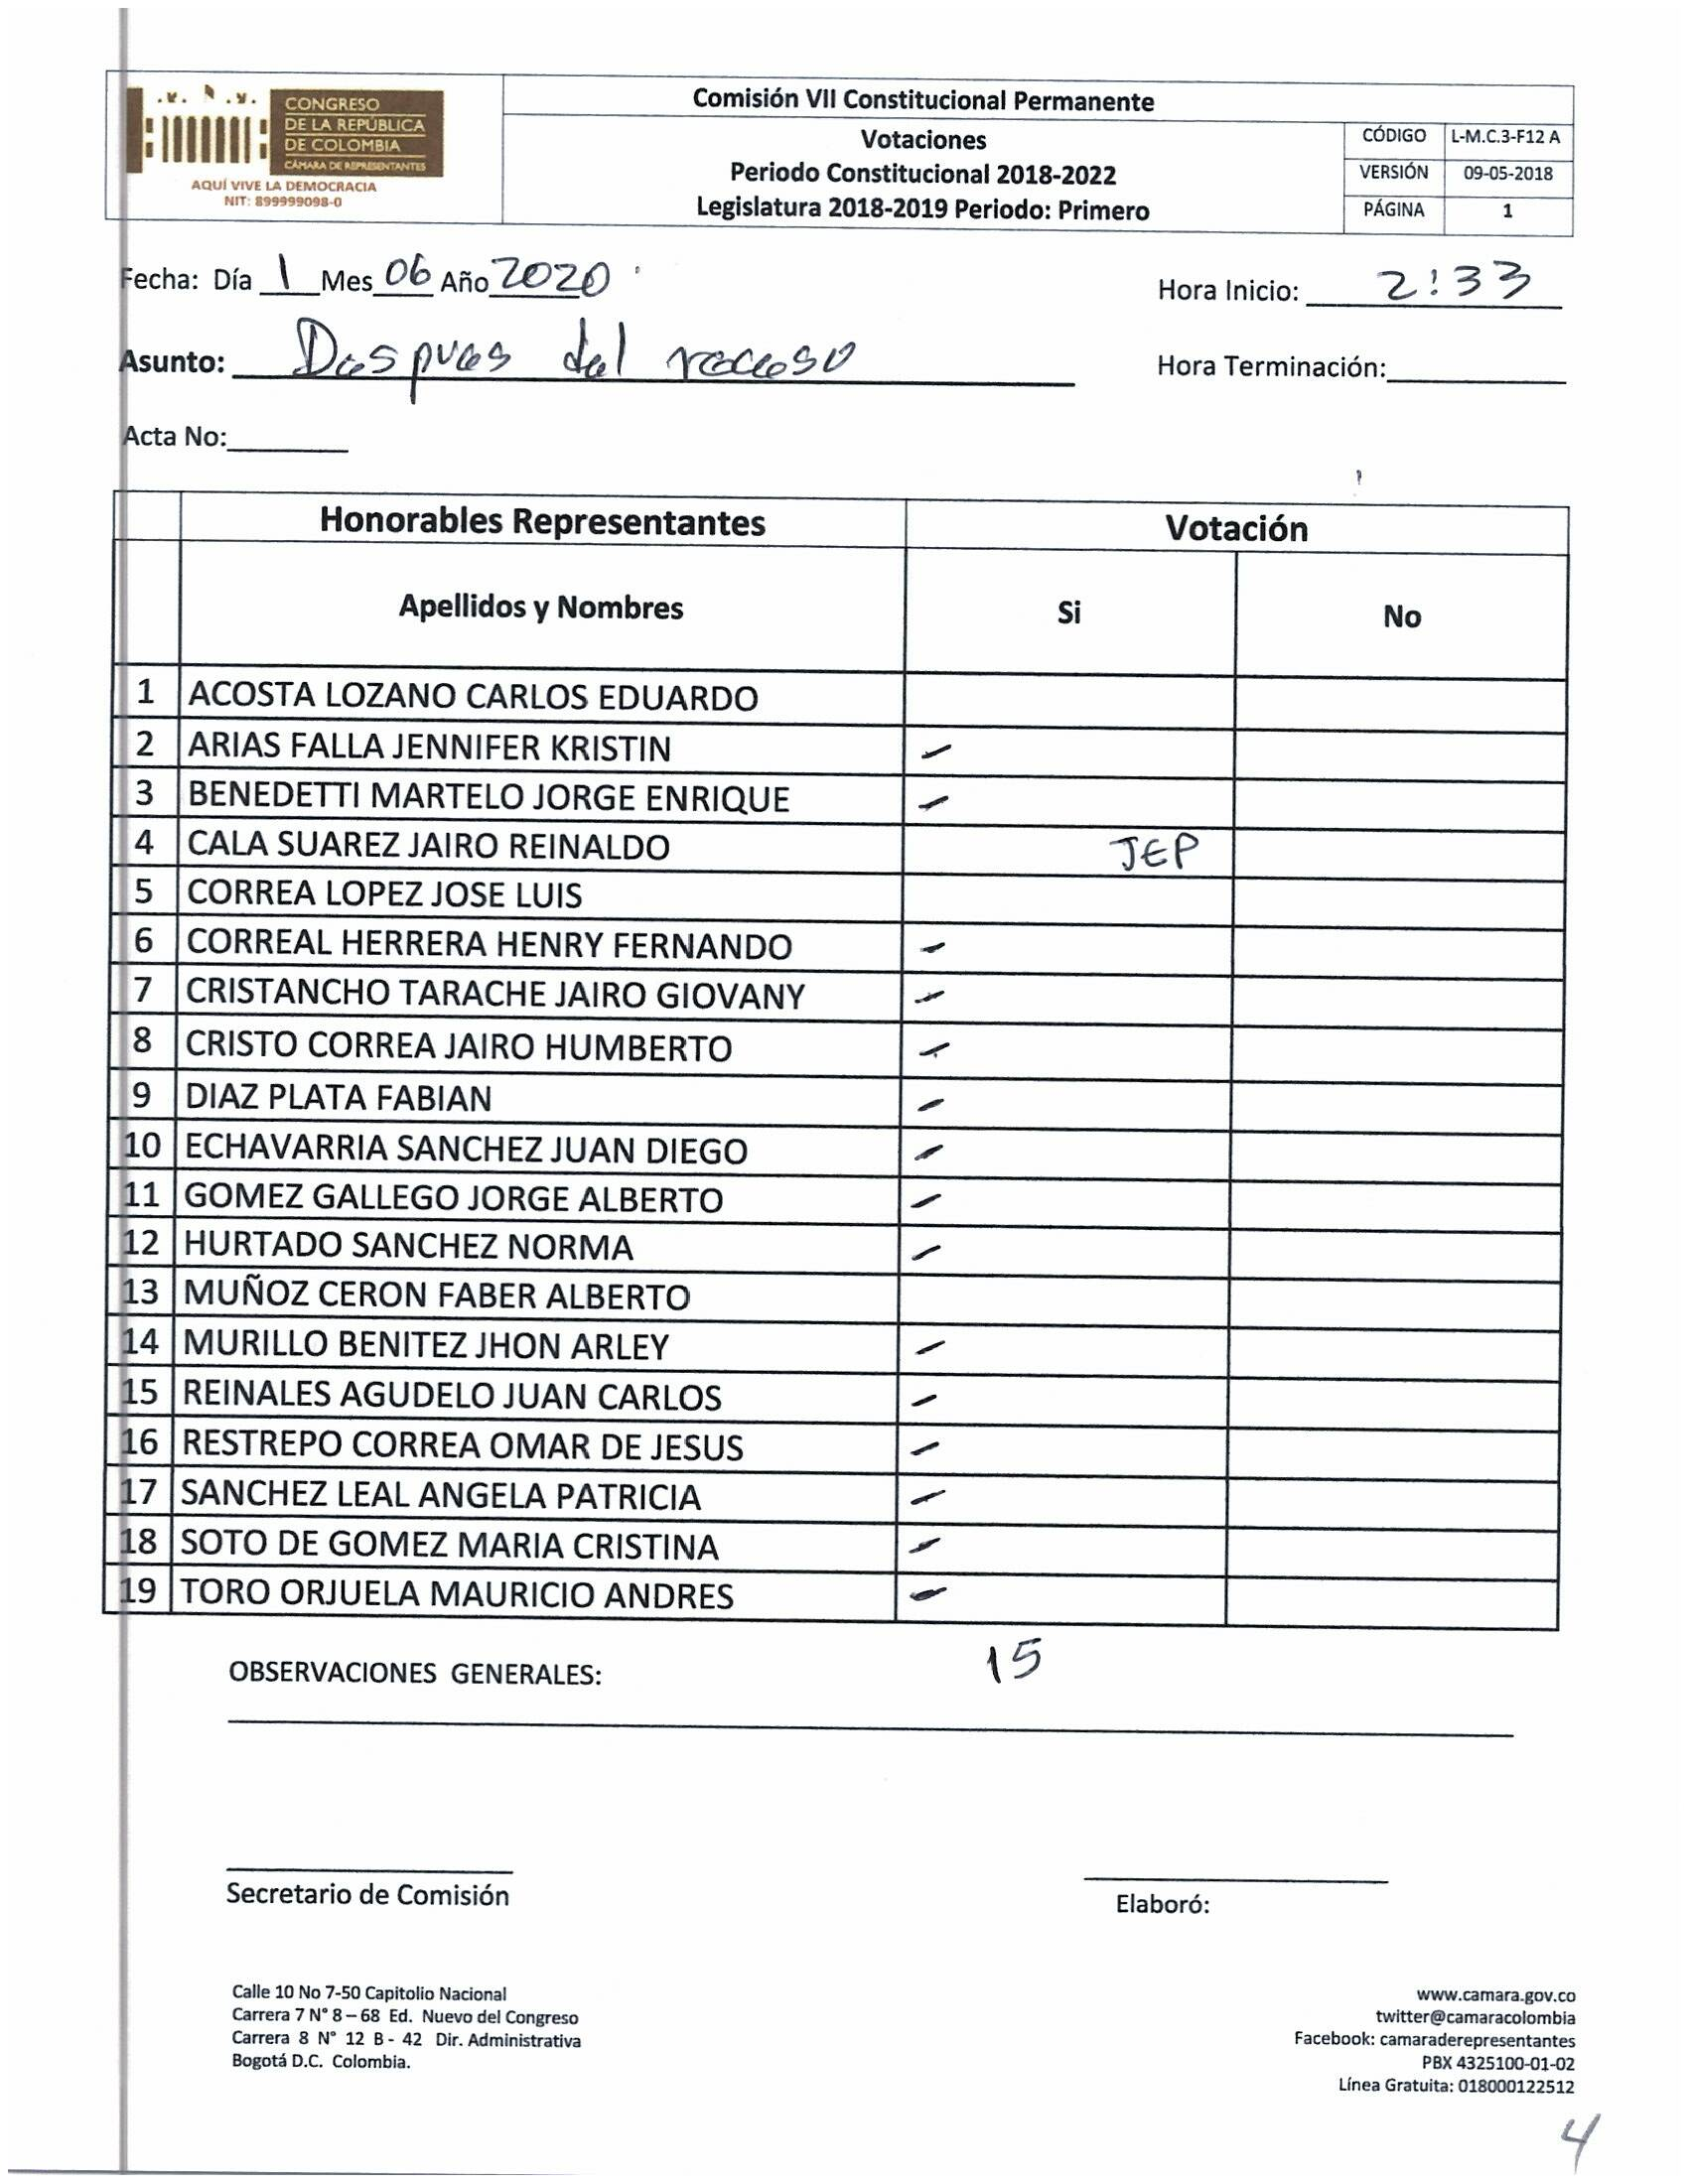 CONGRESO
DE LA REPÚBLICA
DE COLOMBIA
CÁMARA DE REPRESENTANTES
AQUÍ VIVE LA DEMOCRACIA
NIT: 899999098-0
Comisión VII Constitucional Permanente
Votaciones
Periodo Constitucional 2018-2022
Legislatura 2018-2019 Periodo: Primero
CÓDIGO L-M.C.3-F12 A
VERSIÓN 09-05-2018
PÁGINA 1
Fecha: Día 1 Mes 06 Año 2020
Hora Inicio: 2:33
Asunto: Despues del receso
Hora Terminación:
Acta No:
Honorables Representantes Votación
Apellidos y Nombres Si No
1 ACOSTA LOZANO CARLOS EDUARDO
2 ARIAS FALLA JENNIFER KRISTIN –
3 BENEDETTI MARTELO JORGE ENRIQUE –
4 CALA SUAREZ JAIRO REINALDO JEP
5 CORREA LOPEZ JOSE LUIS
6 CORREAL HERRERA HENRY FERNANDO –
7 CRISTANCHO TARACHE JAIRO GIOVANY –
8 CRISTO CORREA JAIRO HUMBERTO –
9 DIAZ PLATA FABIAN –
10 ECHAVARRIA SANCHEZ JUAN DIEGO –
11 GOMEZ GALLEGO JORGE ALBERTO –
12 HURTADO SANCHEZ NORMA –
13 MUÑOZ CERON FABER ALBERTO
14 MURILLO BENITEZ JHON ARLEY –
15 REINALES AGUDELO JUAN CARLOS –
16 RESTREPO CORREA OMAR DE JESUS –
17 SANCHEZ LEAL ANGELA PATRICIA –
18 SOTO DE GOMEZ MARIA CRISTINA –
19 TORO ORJUELA MAURICIO ANDRES –
OBSERVACIONES GENERALES: 15
Secretario de Comisión
Elaboró:
Calle 10 No 7-50 Capitolio Nacional
Carrera 7 N° 8 – 68 Ed. Nuevo del Congreso
Carrera 8 N° 12 B - 42 Dir. Administrativa
Bogotá D.C. Colombia.
www.camara.gov.co
twitter@camaracolombia
Facebook: camaraderepresentantes
PBX 4325100-01-02
Línea Gratuita: 018000122512
4